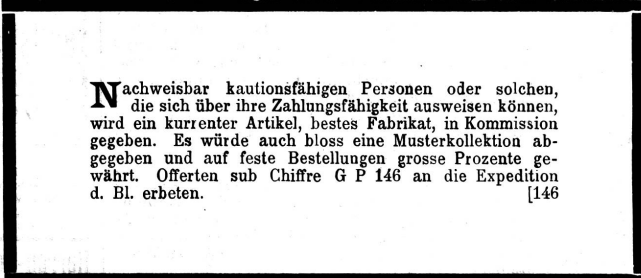 Nachweisbar kautionsfähigen Personen oder solchen,
die sich über ihre Zahlungsfähigkeit ausweisen können,
wird ein kurrenter Artikel, bestes Fabrikat, in Kommission
gegeben. Es würde auch bloss eine Musterkollektion ab-
gegeben und auf feste Bestellungen grosse Prozente ge-
währt. Offerten sub Chiffre G P 146 an die Expedition
d. Bl. erbeten. [146